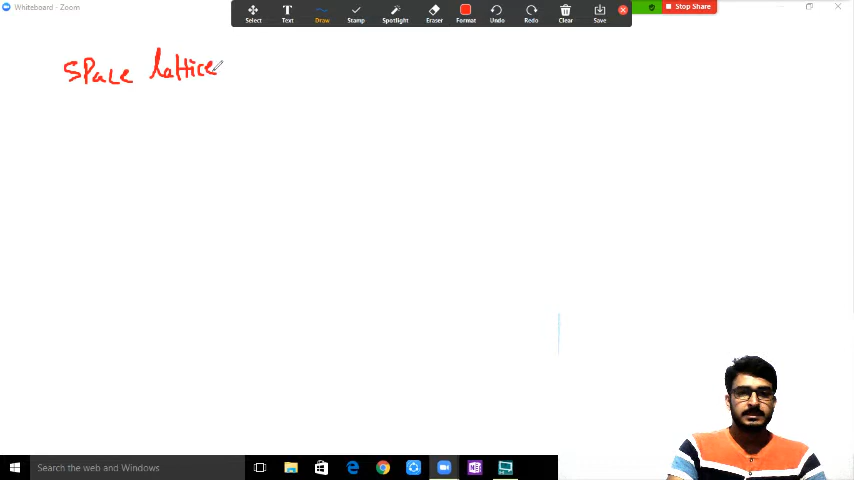 Whiteboard - Zoom
Select Text Draw Stamp Spotlight Eraser Format Undo Redo Clear Save
Stop Share
SPace lattice
Search the web and Windows